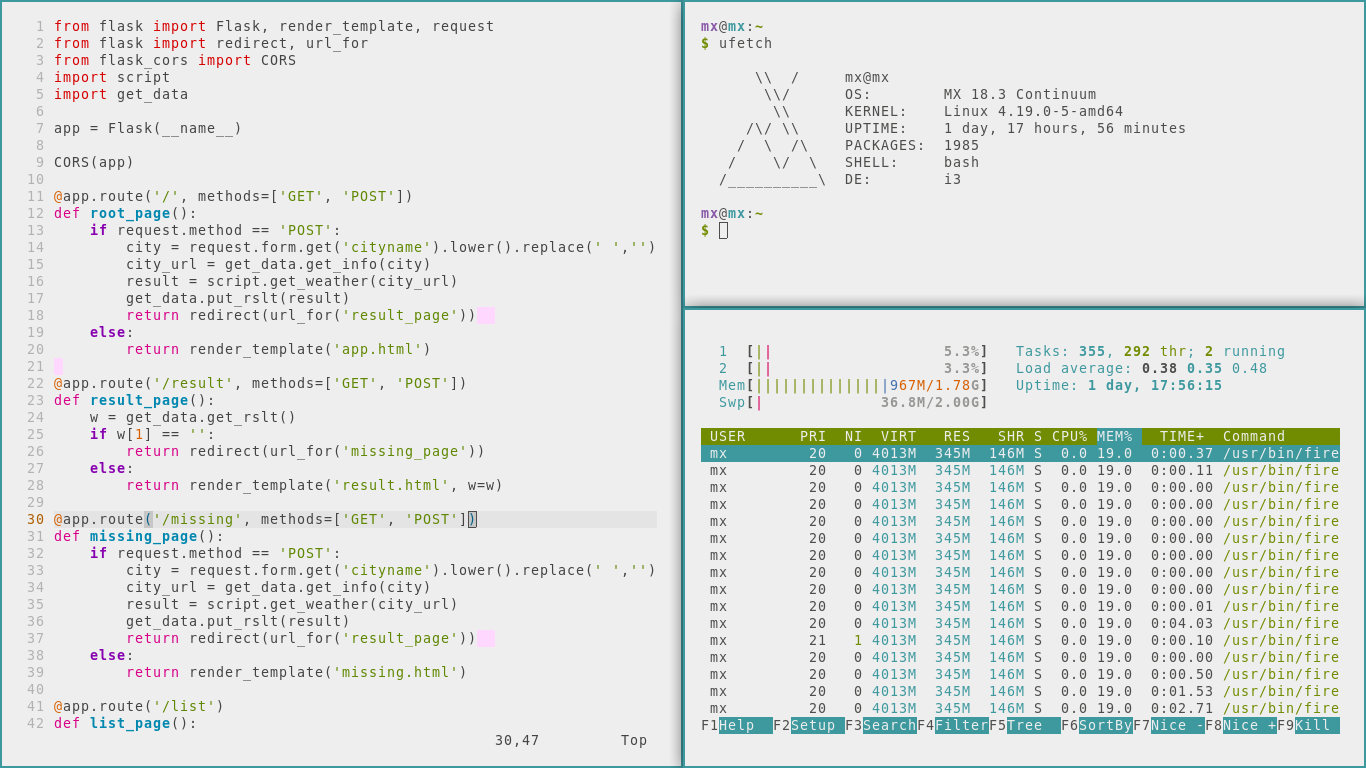 1 from flask import Flask, render_template, request
2 from flask import redirect, url_for
3 from flask_cors import CORS
4 import script
5 import get_data
6
7 app = Flask(__name__)
8
9 CORS(app)
10
11 @app.route('/', methods=['GET', 'POST'])
12 def root_page():
13     if request.method == 'POST':
14         city = request.form.get('cityname').lower().replace(' ','')
15         city_url = get_data.get_info(city)
16         result = script.get_weather(city_url)
17         get_data.put_rslt(result)
18         return redirect(url_for('result_page'))
19     else:
20         return render_template('app.html')
21
22 @app.route('/result', methods=['GET', 'POST'])
23 def result_page():
24     w = get_data.get_rslt()
25     if w[1] == '':
26         return redirect(url_for('missing_page'))
27     else:
28         return render_template('result.html', w=w)
29
30 @app.route('/missing', methods=['GET', 'POST'])
31 def missing_page():
32     if request.method == 'POST':
33         city = request.form.get('cityname').lower().replace(' ','')
34         city_url = get_data.get_info(city)
35         result = script.get_weather(city_url)
36         get_data.put_rslt(result)
37         return redirect(url_for('result_page'))
38     else:
39         return render_template('missing.html')
40
41 @app.route('/list')
42 def list_page():
30,47         Top
mx@mx:~
$ ufetch
      \\  /     mx@mx
       \\/      OS:        MX 18.3 Continuum
        \\      KERNEL:    Linux 4.19.0-5-amd64
     /\/ \\     UPTIME:    1 day, 17 hours, 56 minutes
    /  \  /\    PACKAGES:  1985
   /    \/  \   SHELL:     bash
  /__________\  DE:        i3
mx@mx:~
$
1  [||                   5.3%]   Tasks: 355, 292 thr; 2 running
2  [||                   3.3%]   Load average: 0.38 0.35 0.48
Mem[|||||||||||||||967M/1.78G]   Uptime: 1 day, 17:56:15
Swp[|             36.8M/2.00G]
USER      PRI  NI  VIRT   RES   SHR S CPU% MEM%   TIME+  Command
mx         20   0 4013M  345M  146M S  0.0 19.0  0:00.37 /usr/bin/fire
mx         20   0 4013M  345M  146M S  0.0 19.0  0:00.11 /usr/bin/fire
mx         20   0 4013M  345M  146M S  0.0 19.0  0:00.00 /usr/bin/fire
mx         20   0 4013M  345M  146M S  0.0 19.0  0:00.00 /usr/bin/fire
mx         20   0 4013M  345M  146M S  0.0 19.0  0:00.00 /usr/bin/fire
mx         20   0 4013M  345M  146M S  0.0 19.0  0:00.00 /usr/bin/fire
mx         20   0 4013M  345M  146M S  0.0 19.0  0:00.00 /usr/bin/fire
mx         20   0 4013M  345M  146M S  0.0 19.0  0:00.00 /usr/bin/fire
mx         20   0 4013M  345M  146M S  0.0 19.0  0:00.00 /usr/bin/fire
mx         20   0 4013M  345M  146M S  0.0 19.0  0:00.01 /usr/bin/fire
mx         20   0 4013M  345M  146M S  0.0 19.0  0:04.03 /usr/bin/fire
mx         21   1 4013M  345M  146M S  0.0 19.0  0:00.10 /usr/bin/fire
mx         20   0 4013M  345M  146M S  0.0 19.0  0:00.00 /usr/bin/fire
mx         20   0 4013M  345M  146M S  0.0 19.0  0:00.50 /usr/bin/fire
mx         20   0 4013M  345M  146M S  0.0 19.0  0:01.53 /usr/bin/fire
mx         20   0 4013M  345M  146M S  0.0 19.0  0:02.71 /usr/bin/fire
F1Help  F2Setup F3SearchF4FilterF5Tree  F6SortByF7Nice -F8Nice +F9Kill